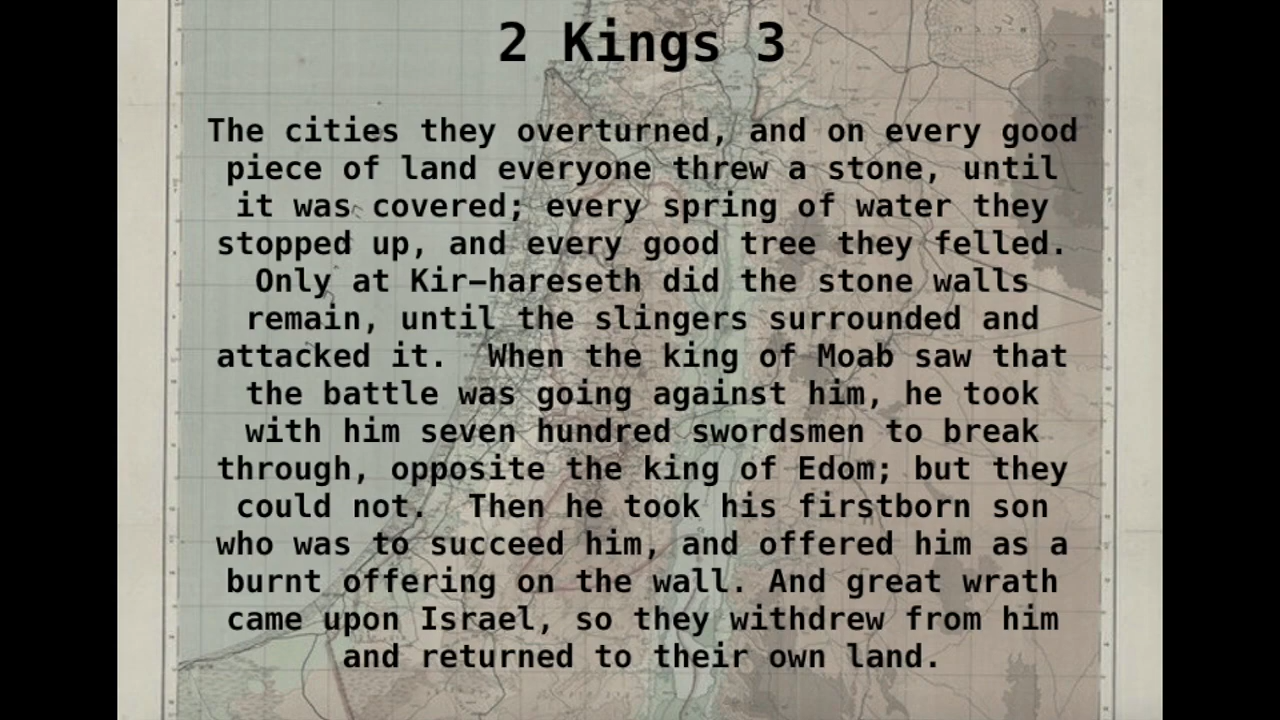 2 Kings 3
The cities they overturned, and on every good
piece of land everyone threw a stone, until
it was covered; every spring of water they
stopped up, and every good tree they felled.
Only at Kir–hareseth did the stone walls
remain, until the slingers surrounded and
attacked it.  When the king of Moab saw that
the battle was going against him, he took
with him seven hundred swordsmen to break
through, opposite the king of Edom; but they
could not.  Then he took his firstborn son
who was to succeed him, and offered him as a
burnt offering on the wall. And great wrath
came upon Israel, so they withdrew from him
and returned to their own land.